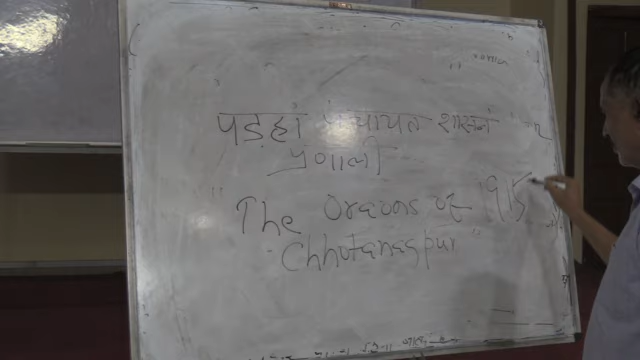 पड़हा पंचायत शासन
प्रणाली
"The Oraons of 1915
Chhotanagpur"